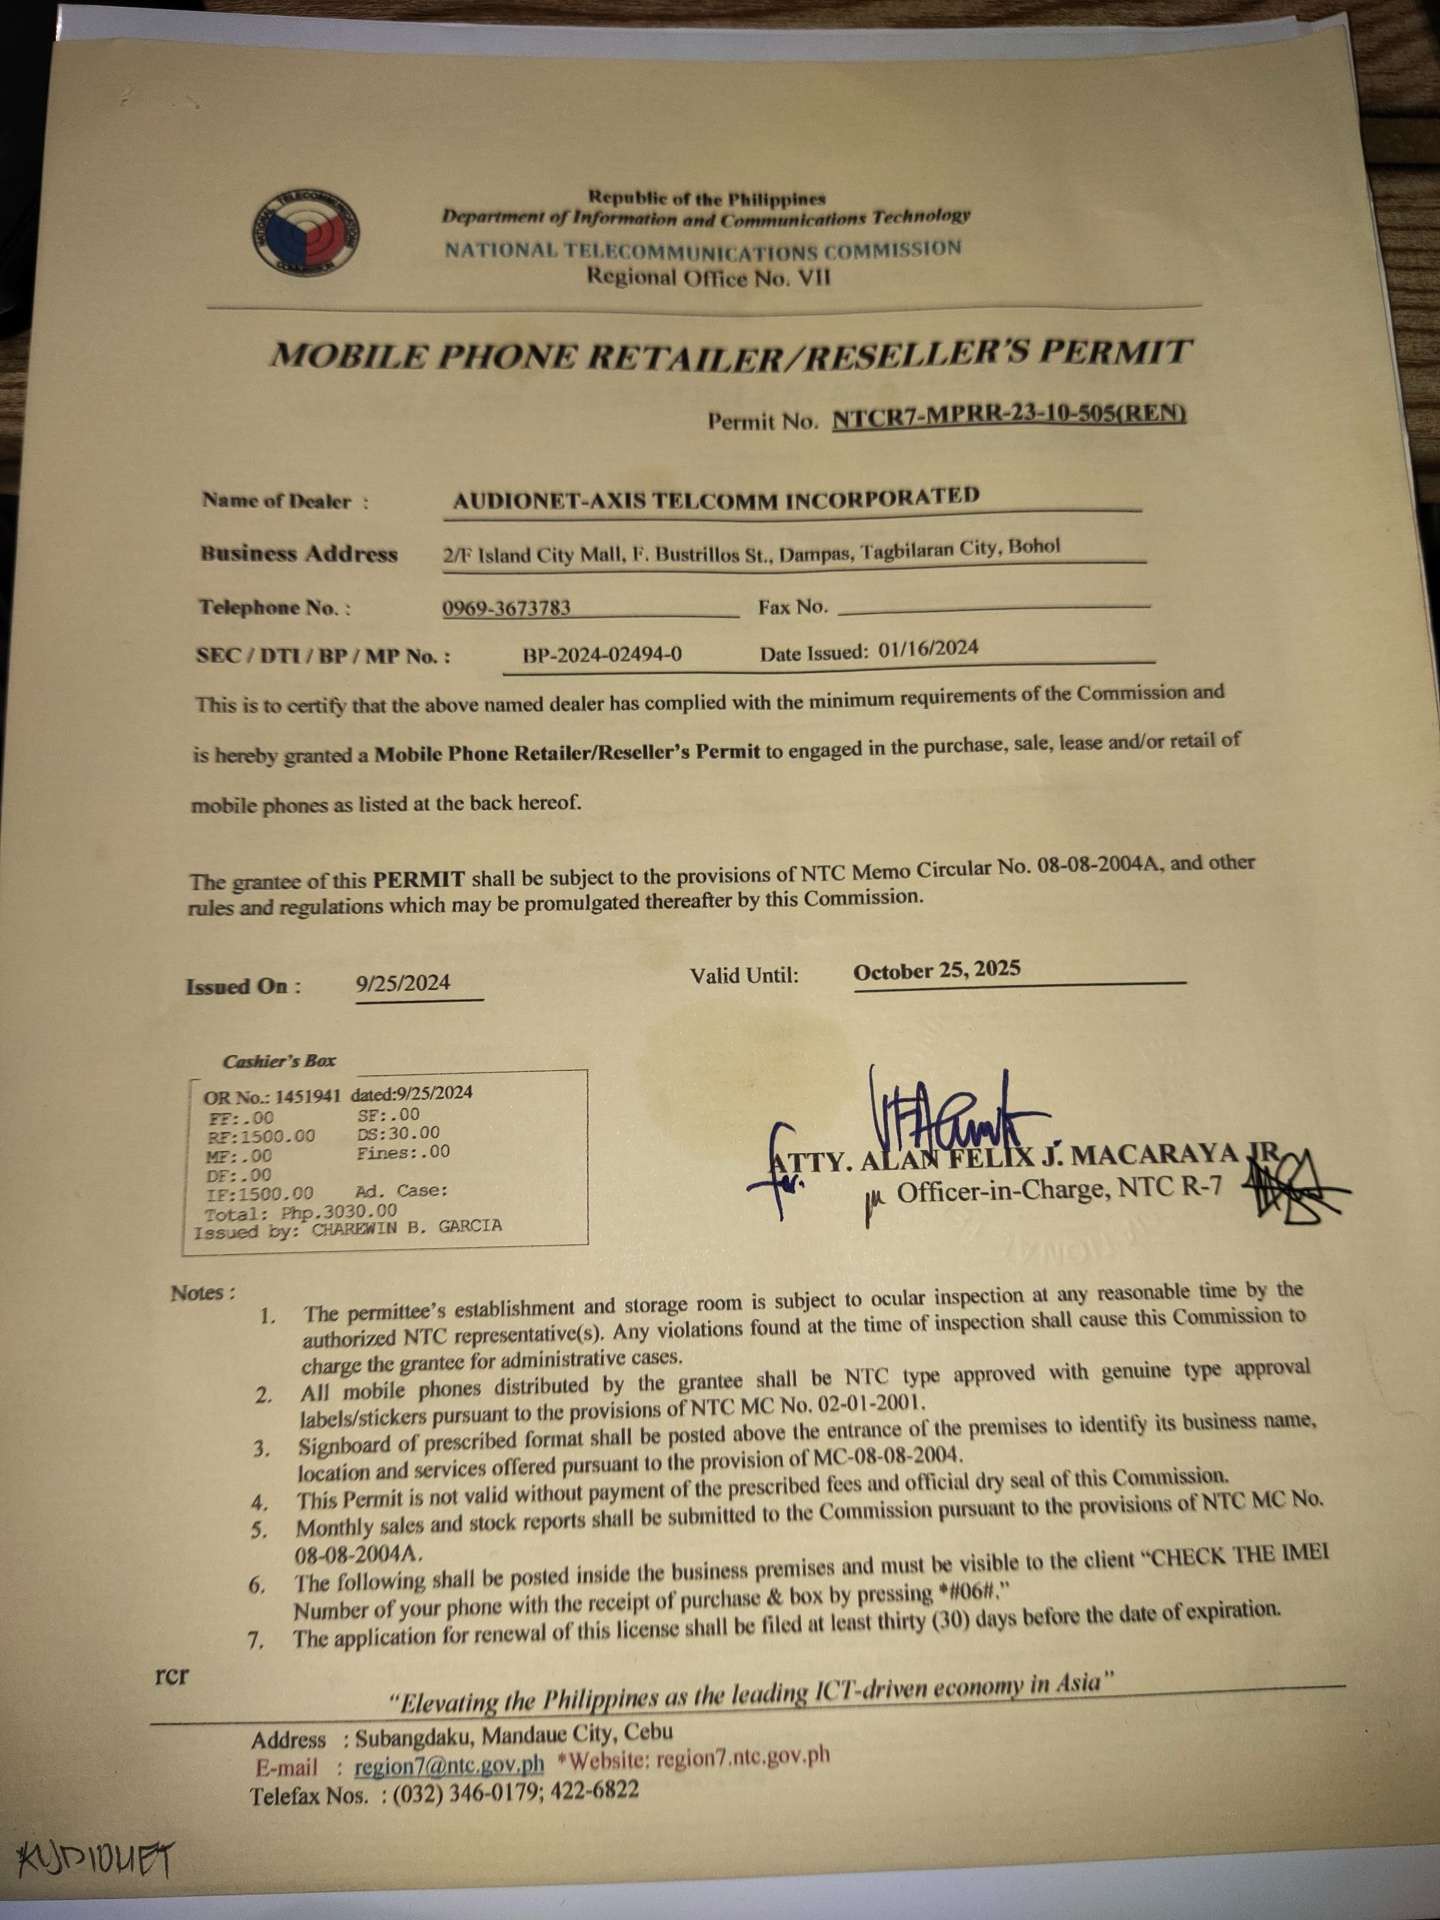 NATIONAL TELECOMMUNICATIONS COMMISSION
Republic of the Philippines
Department of Information and Communications Technology
NATIONAL TELECOMMUNICATIONS COMMISSION
Regional Office No. VII
MOBILE PHONE RETAILER/RESELLER'S PERMIT
Permit No. NTCR7-MPRR-23-10-505(REN)
Name of Dealer : AUDIONET-AXIS TELCOMM INCORPORATED
Business Address 2/F Island City Mall, F. Bustrillos St., Dampas, Tagbilaran City, Bohol
Telephone No. : 0969-3673783 Fax No.
SEC / DTI / BP / MP No. : BP-2024-02494-0 Date Issued: 01/16/2024
This is to certify that the above named dealer has complied with the minimum requirements of the Commission and
is hereby granted a Mobile Phone Retailer/Reseller's Permit to engaged in the purchase, sale, lease and/or retail of
mobile phones as listed at the back hereof.
The grantee of this PERMIT shall be subject to the provisions of NTC Memo Circular No. 08-08-2004A, and other
rules and regulations which may be promulgated thereafter by this Commission.
Issued On : 9/25/2024 Valid Until: October 25, 2025
Cashier's Box
OR No.: 1451941 dated:9/25/2024
FF:.00 SF:.00
RF:1500.00 DS:30.00
MF:.00 Fines:.00
DF:.00
IF:1500.00 Ad. Case:
Total: Php.3030.00
Issued by: CHAREWIN B. GARCIA
for.
ATTY. ALAN FELIX J. MACARAYA JR
Officer-in-Charge, NTC R-7
Notes :
1. The permittee's establishment and storage room is subject to ocular inspection at any reasonable time by the
authorized NTC representative(s). Any violations found at the time of inspection shall cause this Commission to
charge the grantee for administrative cases.
2. All mobile phones distributed by the grantee shall be NTC type approved with genuine type approval
labels/stickers pursuant to the provisions of NTC MC No. 02-01-2001.
3. Signboard of prescribed format shall be posted above the entrance of the premises to identify its business name,
location and services offered pursuant to the provision of MC-08-08-2004.
4. This Permit is not valid without payment of the prescribed fees and official dry seal of this Commission.
5. Monthly sales and stock reports shall be submitted to the Commission pursuant to the provisions of NTC MC No.
08-08-2004A.
6. The following shall be posted inside the business premises and must be visible to the client "CHECK THE IMEI
Number of your phone with the receipt of purchase & box by pressing *#06#."
7. The application for renewal of this license shall be filed at least thirty (30) days before the date of expiration.
rcr
"Elevating the Philippines as the leading ICT-driven economy in Asia"
Address : Subangdaku, Mandaue City, Cebu
E-mail : region7@ntc.gov.ph *Website: region7.ntc.gov.ph
Telefax Nos. : (032) 346-0179; 422-6822